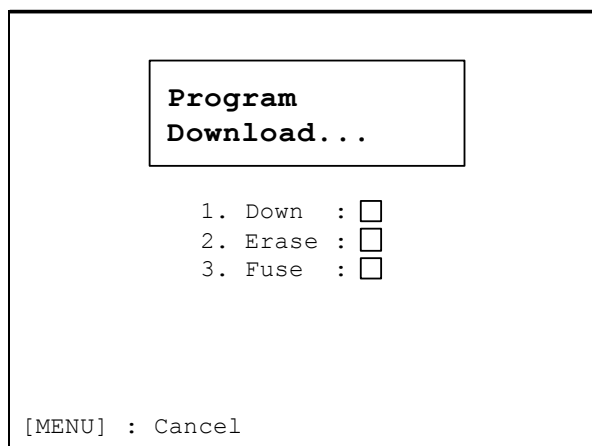 Program
Download...
1. Down :
2. Erase :
3. Fuse :
[MENU] : Cancel